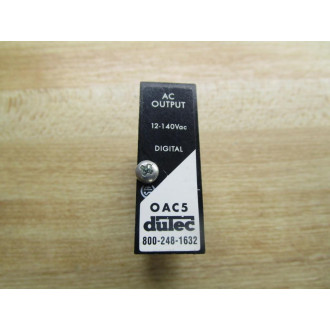 AC
OUTPUT
12-140Vac
DIGITAL
OAC5
dutec
800-248-1632